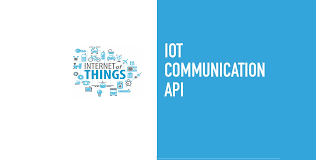 INTERNET of
THINGS
IOT
COMMUNICATION
API